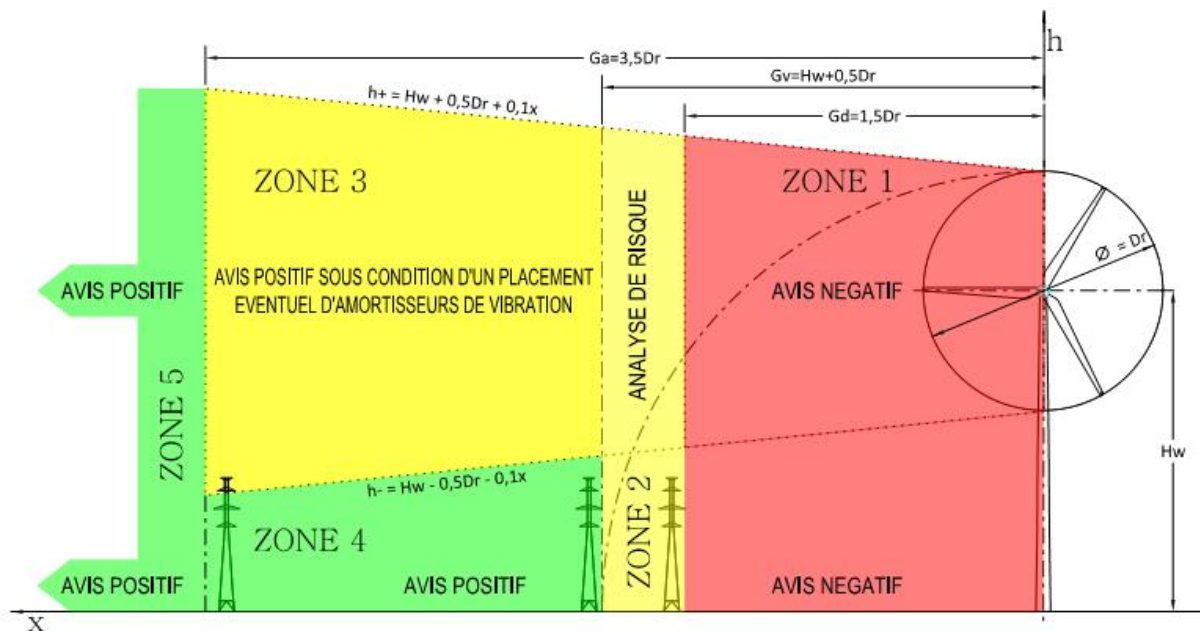 h
Ga=3,5Dr
Gv=Hw+0,5Dr
h+ = Hw + 0,5Dr + 0,1x
Gd=1,5Dr
ZONE 3
ZONE 1
ANALYSE DE RISQUE
Ø = Dr
AVIS POSITIF
AVIS POSITIF SOUS CONDITION D'UN PLACEMENT
EVENTUEL D'AMORTISSEURS DE VIBRATION
AVIS NEGATIF
ZONE 5
Hw
h- = Hw - 0,5Dr - 0,1x
ZONE 2
ZONE 4
AVIS POSITIF
AVIS POSITIF
AVIS NEGATIF
x